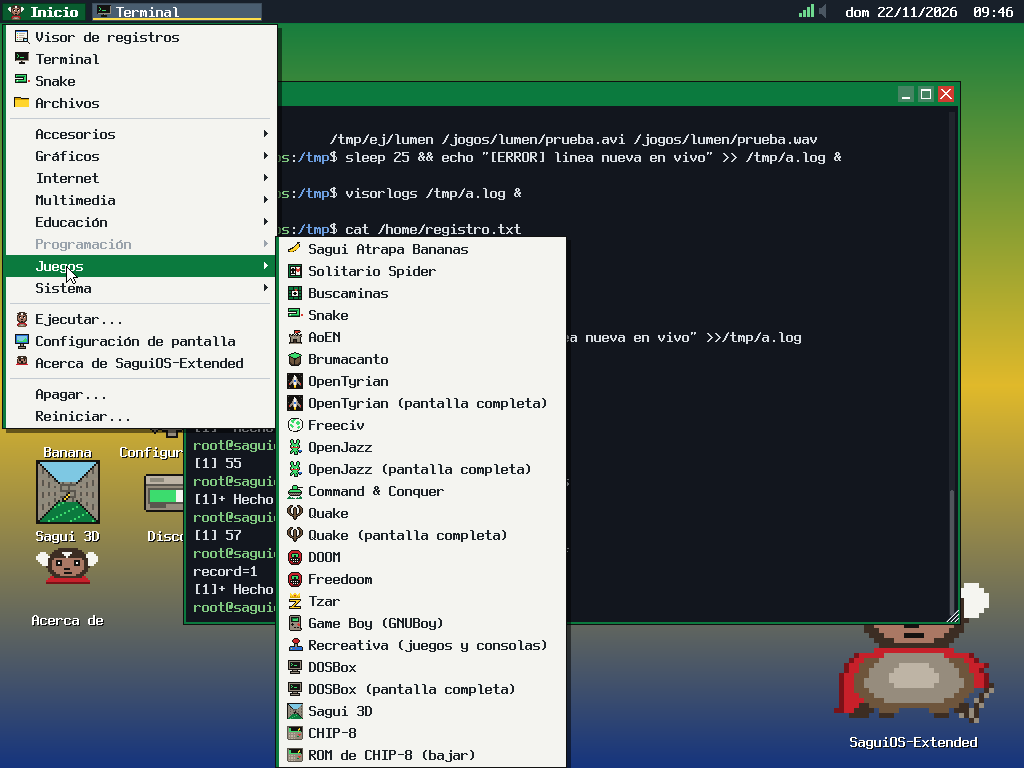 Inicio
Terminal
dom 22/11/2026 09:46
Visor de registros
Terminal
Snake
Archivos
Accesorios
Gráficos
Internet
Multimedia
Educación
Programación
Juegos
Sistema
Ejecutar...
Configuración de pantalla
Acerca de SaguiOS-Extended
Apagar...
Reiniciar...
Sagui Atrapa Bananas
Solitario Spider
Buscaminas
Snake
AoEN
Brumacanto
OpenTyrian
OpenTyrian (pantalla completa)
Freeciv
OpenJazz
OpenJazz (pantalla completa)
Command & Conquer
Quake
Quake (pantalla completa)
DOOM
Freedoom
Tzar
Game Boy (GNUBoy)
Recreativa (juegos y consolas)
DOSBox
DOSBox (pantalla completa)
Sagui 3D
CHIP-8
ROM de CHIP-8 (bajar)
/tmp/ej/lumen /jogos/lumen/prueba.avi /jogos/lumen/prueba.wav
os:/tmp$ sleep 25 && echo "[ERROR] linea nueva en vivo" >> /tmp/a.log &
os:/tmp$ visorlogs /tmp/a.log &
os:/tmp$ cat /home/registro.txt
ea nueva en vivo" >>/tmp/a.log
root@sagui
[1] 55
root@sagui
[1]+ Hecho
root@sagui
[1] 57
root@sagui
record=1
[1]+ Hecho
root@sagui
Banana
Configur
Sagui 3D
Disco
Acerca de
SaguiOS-Extended